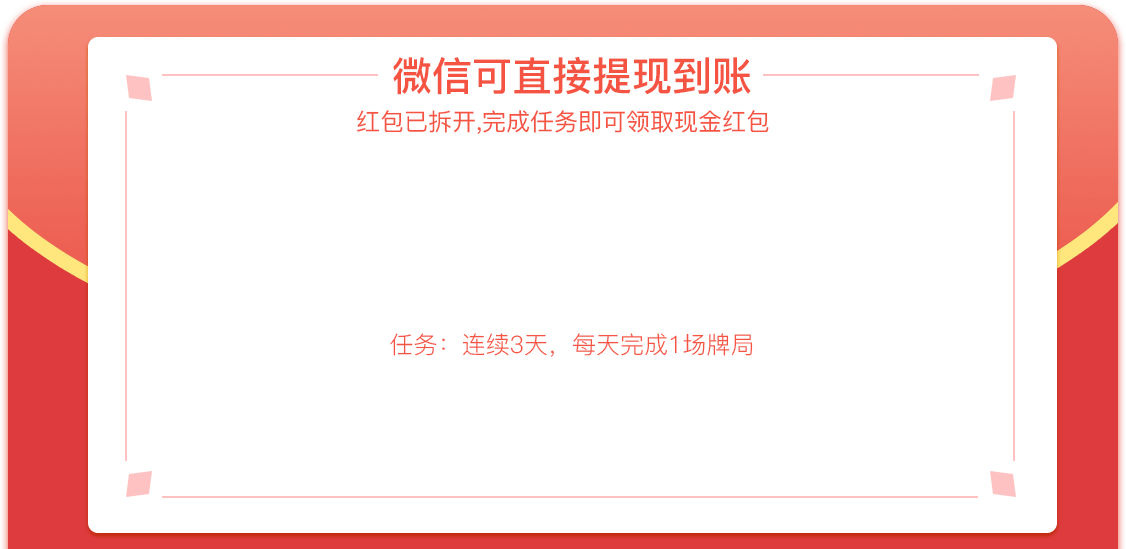 微信可直接提现到账
红包已拆开,完成任务即可领取现金红包
任务：连续3天，每天完成1场牌局